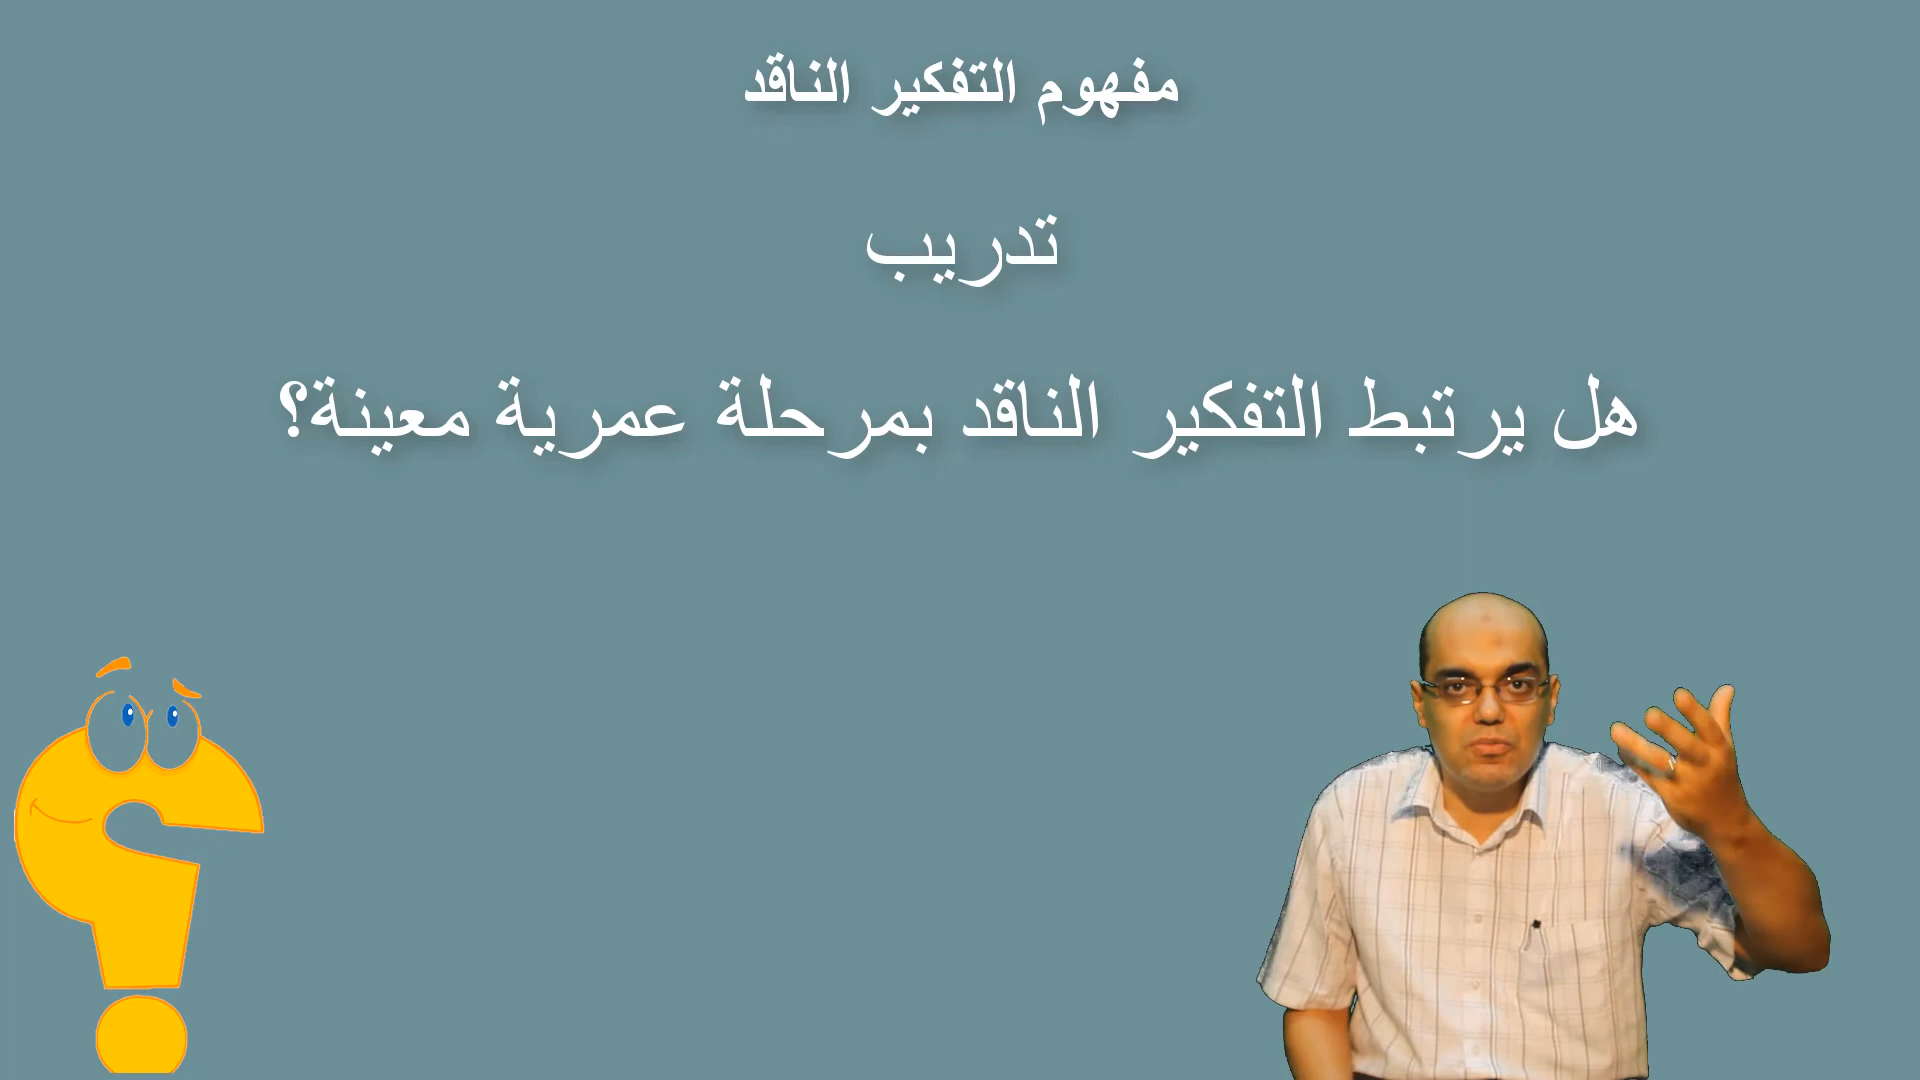 مفهوم التفكير الناقد
تدريب
هل يرتبط التفكير الناقد بمرحلة عمرية معينة؟